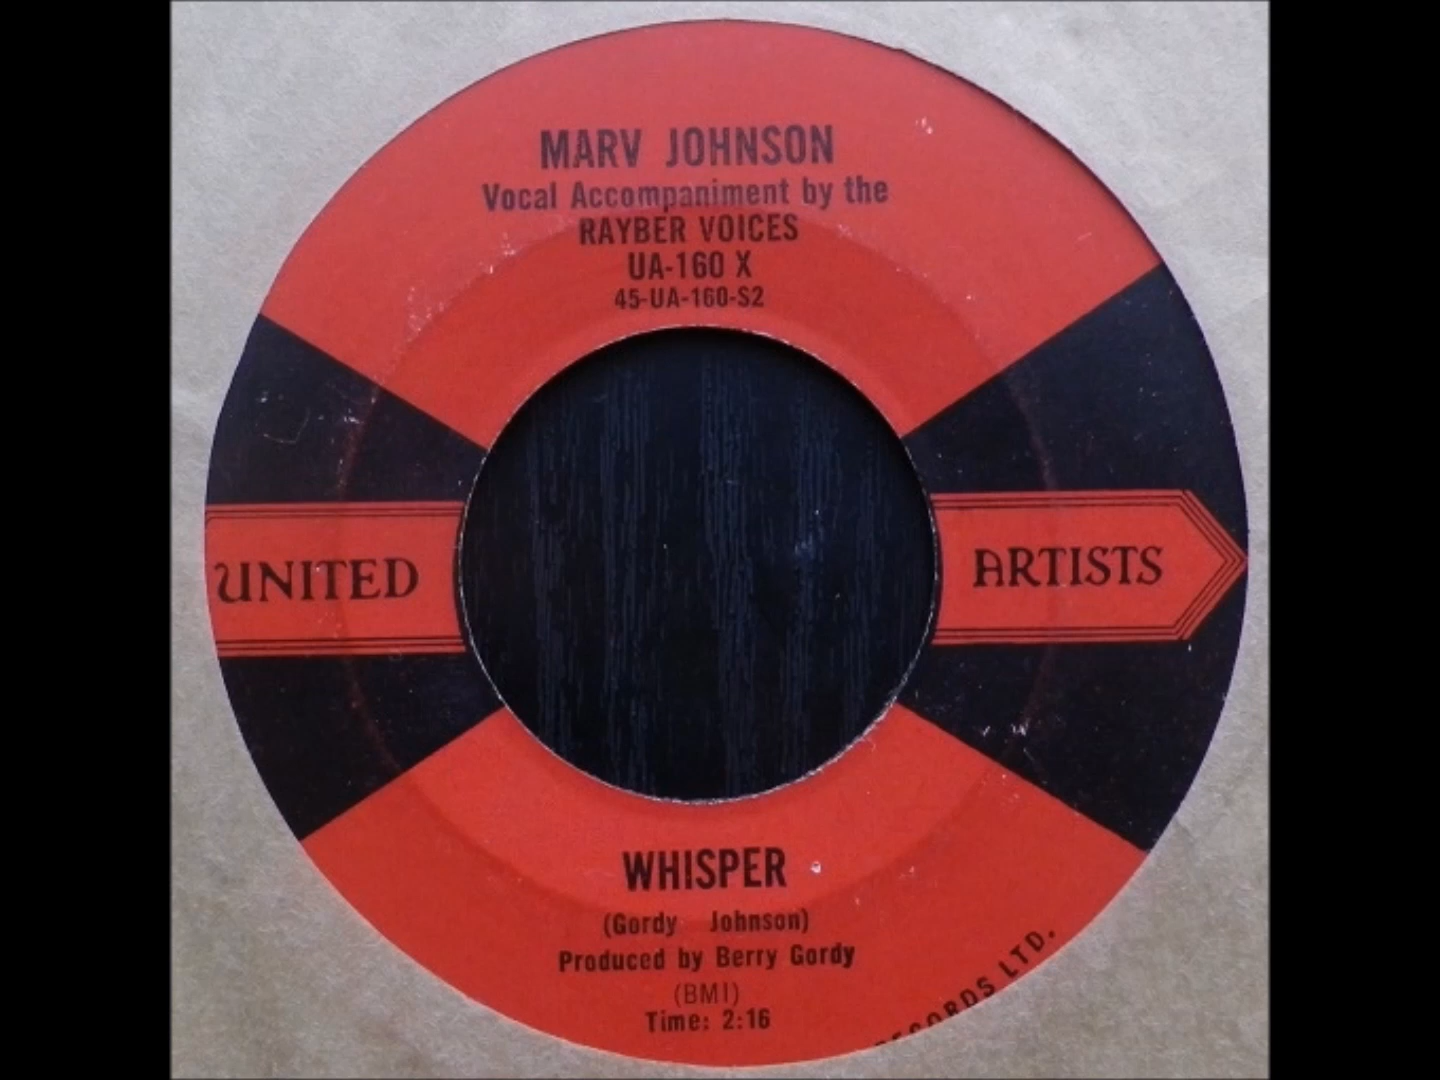 MARV JOHNSON
Vocal Accompaniment by the
RAYBER VOICES
UA-160 X
45-UA-160-S2
UNITED ARTISTS
WHISPER
(Gordy Johnson)
Produced by Berry Gordy
(BMI)
Time: 2:16
LTD.